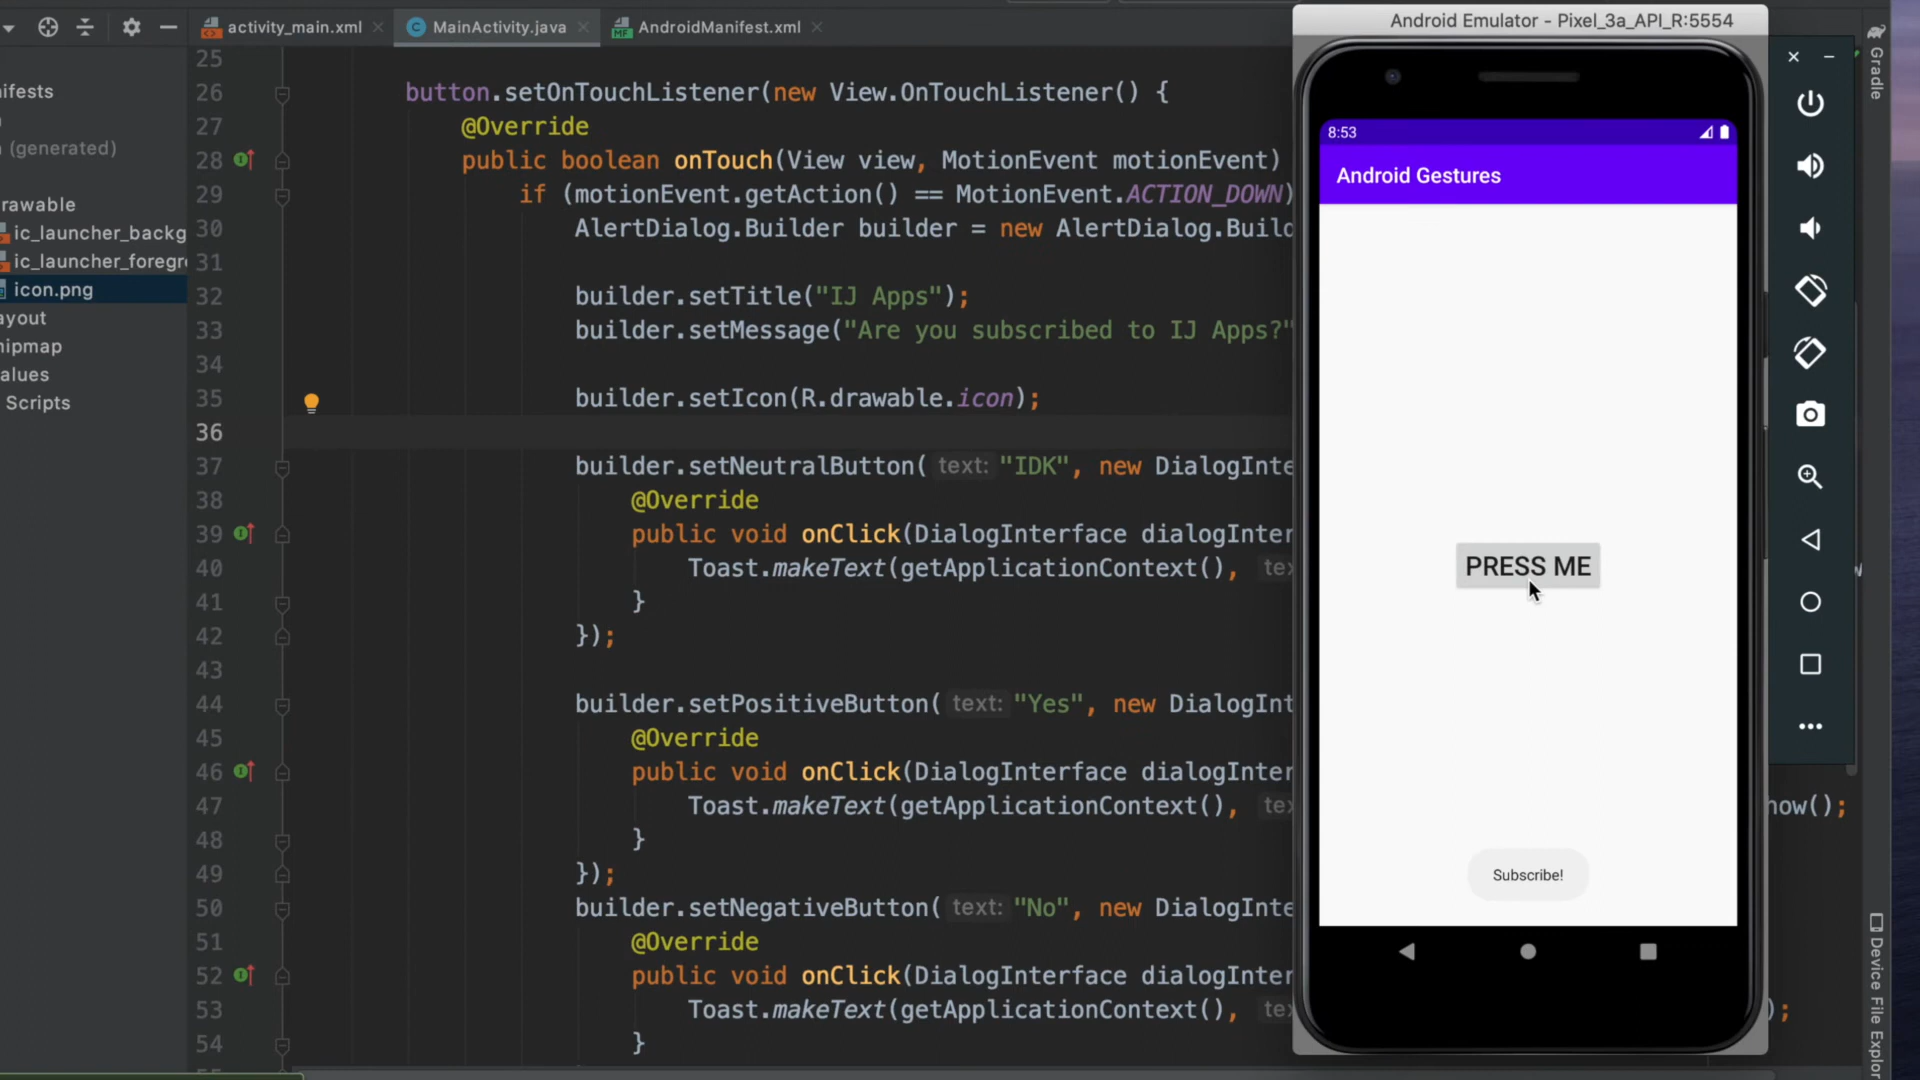 activity_main.xml
MainActivity.java
AndroidManifest.xml
Android Emulator - Pixel_3a_API_R:5554
Gradle
ifests
(generated)
rawable
ic_launcher_backg
ic_launcher_foregr
icon.png
ayout
ipmap
alues
Scripts
25
26 button.setOnTouchListener(new View.OnTouchListener() {
27 @Override
28 public boolean onTouch(View view, MotionEvent motionEvent)
29 if (motionEvent.getAction() == MotionEvent.ACTION_DOWN)
30 AlertDialog.Builder builder = new AlertDialog.Buil
31
32 builder.setTitle("IJ Apps");
33 builder.setMessage("Are you subscribed to IJ Apps?"
34
35 builder.setIcon(R.drawable.icon);
36
37 builder.setNeutralButton( text: "IDK", new DialogInte
38 @Override
39 public void onClick(DialogInterface dialogInter
40 Toast.makeText(getApplicationContext(), tex
41 }
42 });
43
44 builder.setPositiveButton( text: "Yes", new DialogInt
45 @Override
46 public void onClick(DialogInterface dialogInter
47 Toast.makeText(getApplicationContext(), tex how();
48 }
49 });
50 builder.setNegativeButton( text: "No", new DialogInte
51 @Override
52 public void onClick(DialogInterface dialogInter
53 Toast.makeText(getApplicationContext(), tex );
54 }
8:53
Android Gestures
PRESS ME
Subscribe!
Device File Explor